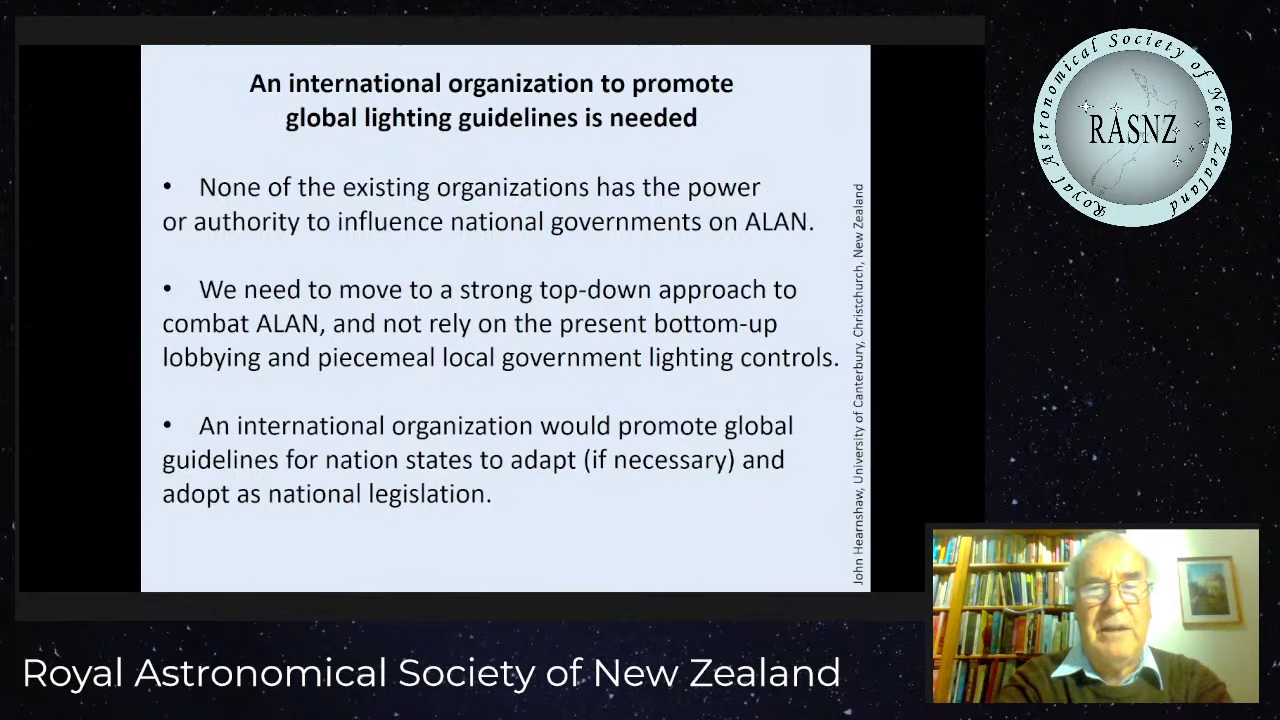 An international organization to promote
global lighting guidelines is needed
• None of the existing organizations has the power
or authority to influence national governments on ALAN.
• We need to move to a strong top-down approach to
combat ALAN, and not rely on the present bottom-up
lobbying and piecemeal local government lighting controls.
• An international organization would promote global
guidelines for nation states to adapt (if necessary) and
adopt as national legislation.
John Hearnshaw, University of Canterbury, Christchurch, New Zealand
Royal Astronomical Society of New Zealand
RASNZ
Royal Astronomical Society of New Zealand